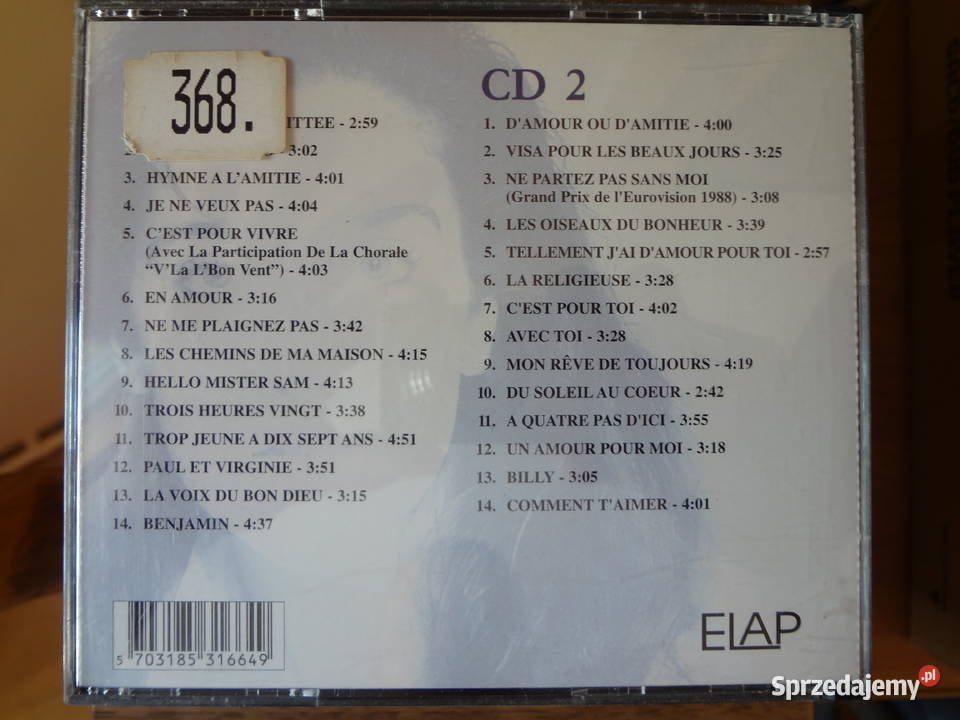 368.
ITTEE - 2:59
3:02
3. HYMNE A L'AMITIE - 4:01
4. JE NE VEUX PAS - 4:04
5. C'EST POUR VIVRE
(Avec La Participation De La Chorale
“V'La L'Bon Vent”) - 4:03
6. EN AMOUR - 3:16
7. NE ME PLAIGNEZ PAS - 3:42
8. LES CHEMINS DE MA MAISON - 4:15
9. HELLO MISTER SAM - 4:13
10. TROIS HEURES VINGT - 3:38
11. TROP JEUNE A DIX SEPT ANS - 4:51
12. PAUL ET VIRGINIE - 3:51
13. LA VOIX DU BON DIEU - 3:15
14. BENJAMIN - 4:37
CD 2
1. D'AMOUR OU D'AMITIE - 4:00
2. VISA POUR LES BEAUX JOURS - 3:25
3. NE PARTEZ PAS SANS MOI
(Grand Prix de l'Eurovision 1988) - 3:08
4. LES OISEAUX DU BONHEUR - 3:39
5. TELLEMENT J'AI D'AMOUR POUR TOI - 2:57
6. LA RELIGIEUSE - 3:28
7. C'EST POUR TOI - 4:02
8. AVEC TOI - 3:28
9. MON RÊVE DE TOUJOURS - 4:19
10. DU SOLEIL AU COEUR - 2:42
11. A QUATRE PAS D'ICI - 3:55
12. UN AMOUR POUR MOI - 3:18
13. BILLY - 3:05
14. COMMENT T'AIMER - 4:01
5 703185 316649
ELAP
Sprzedajemy.pl